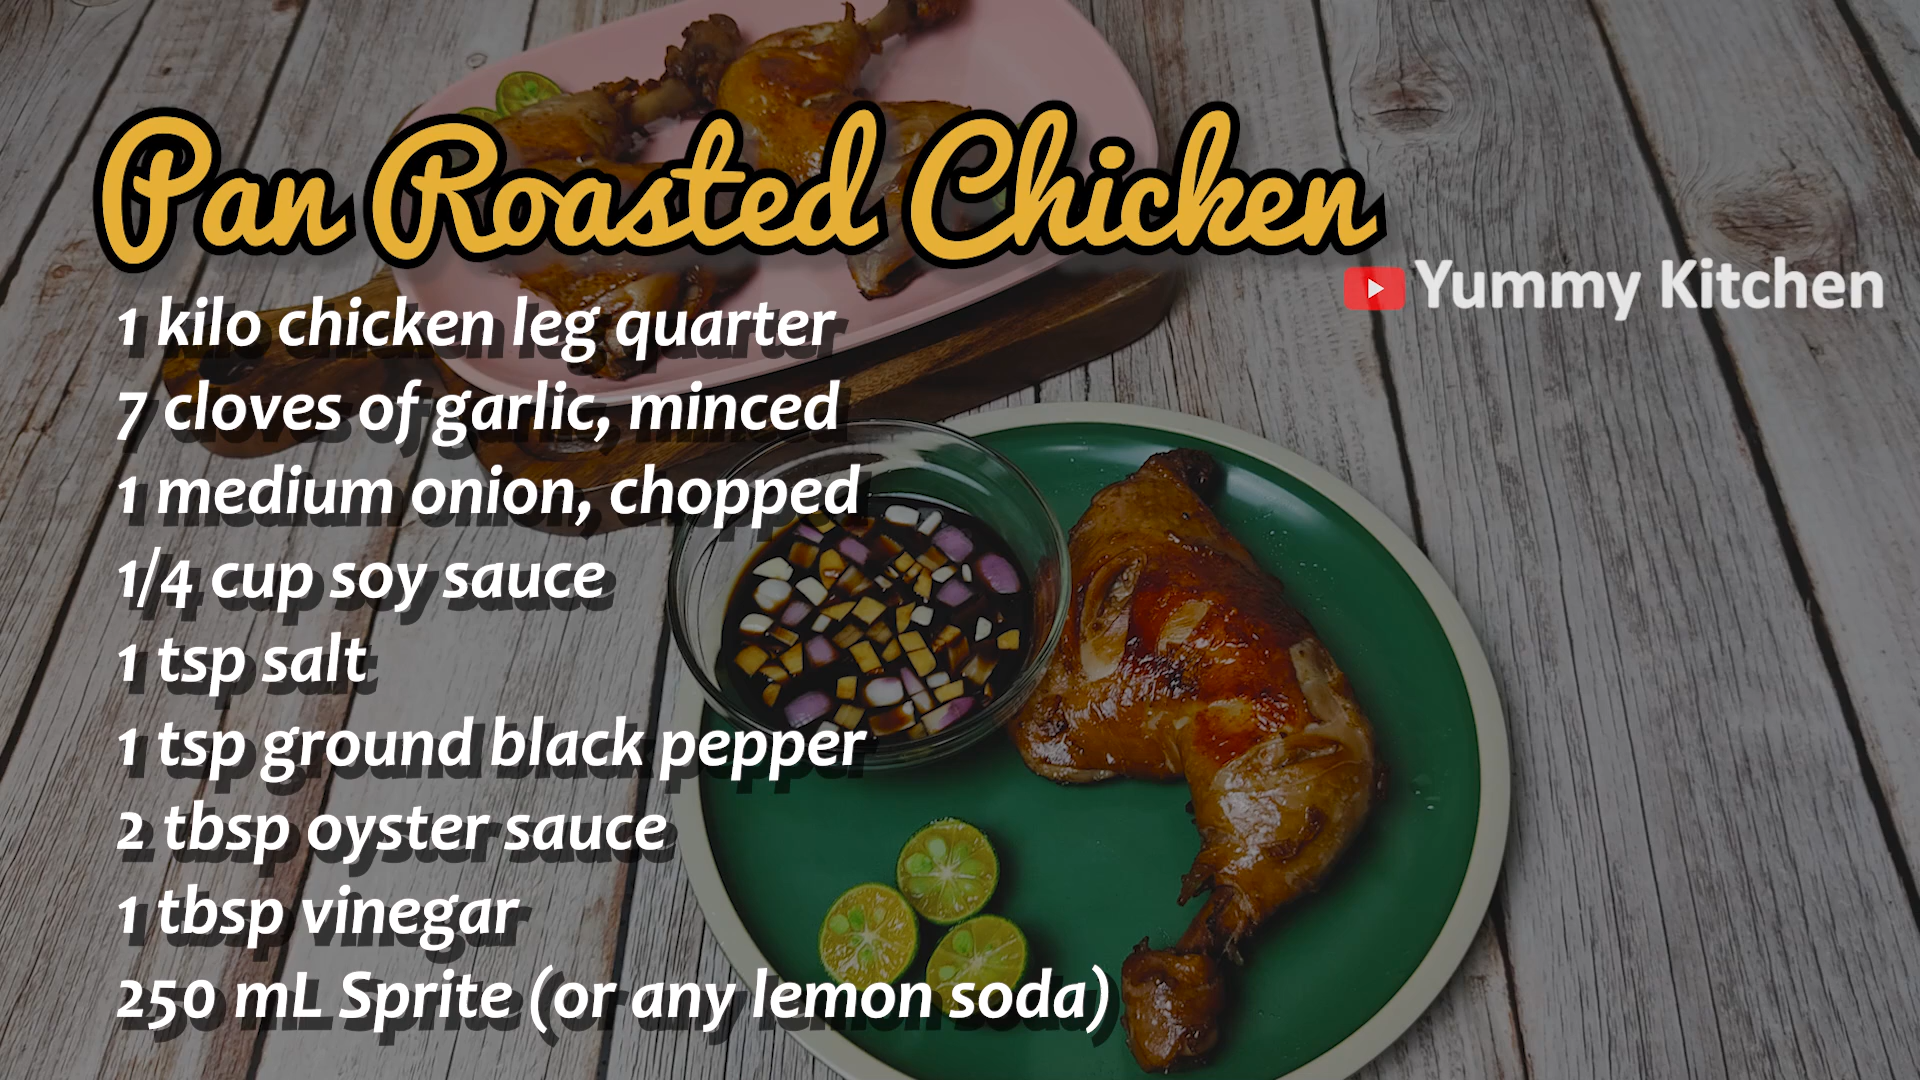 Pan Roasted Chicken
Yummy Kitchen
1 kilo chicken leg quarter
7 cloves of garlic, minced
1 medium onion, chopped
1/4 cup soy sauce
1 tsp salt
1 tsp ground black pepper
2 tbsp oyster sauce
1 tbsp vinegar
250 mL Sprite (or any lemon soda)